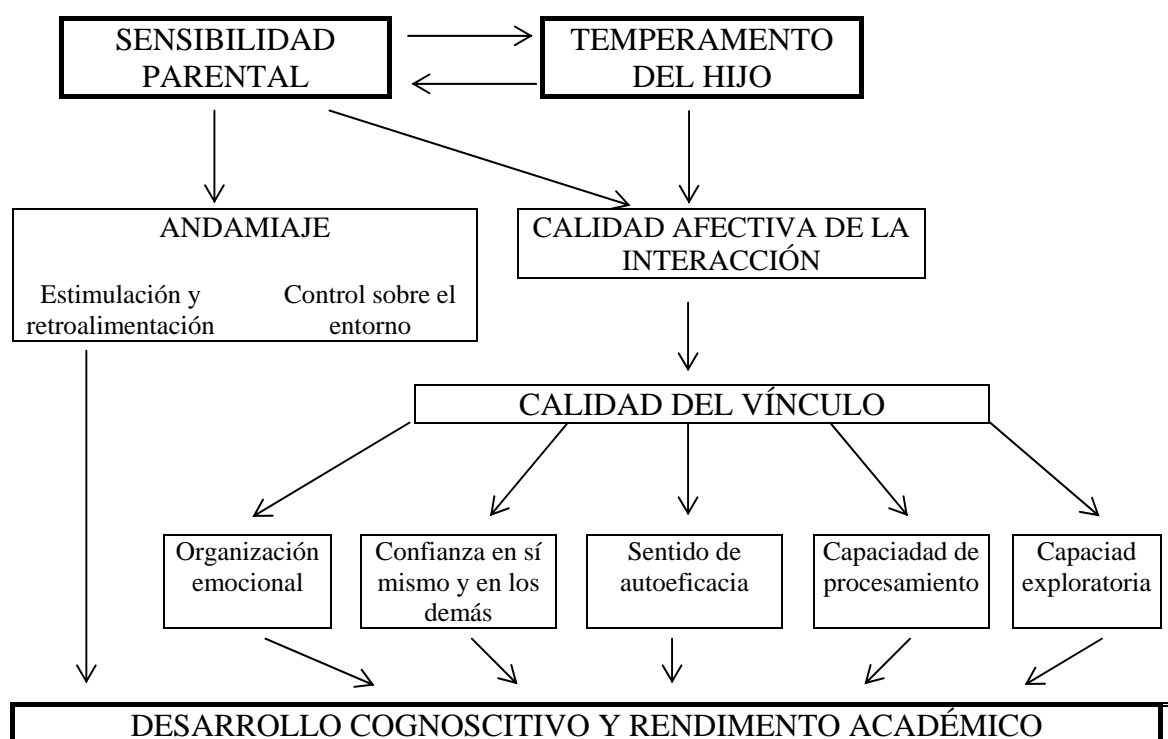 SENSIBILIDAD
PARENTAL
TEMPERAMENTO
DEL HIJO
ANDAMIAJE
Estimulación y
retroalimentación
Control sobre el
entorno
CALIDAD AFECTIVA DE LA
INTERACCIÓN
CALIDAD DEL VÍNCULO
Organización
emocional
Confianza en sí
mismo y en los
demás
Sentido de
autoeficacia
Capaciadad de
procesamiento
Capaciad
exploratoria
DESARROLLO COGNOSCITIVO Y RENDIMENTO ACADÉMICO